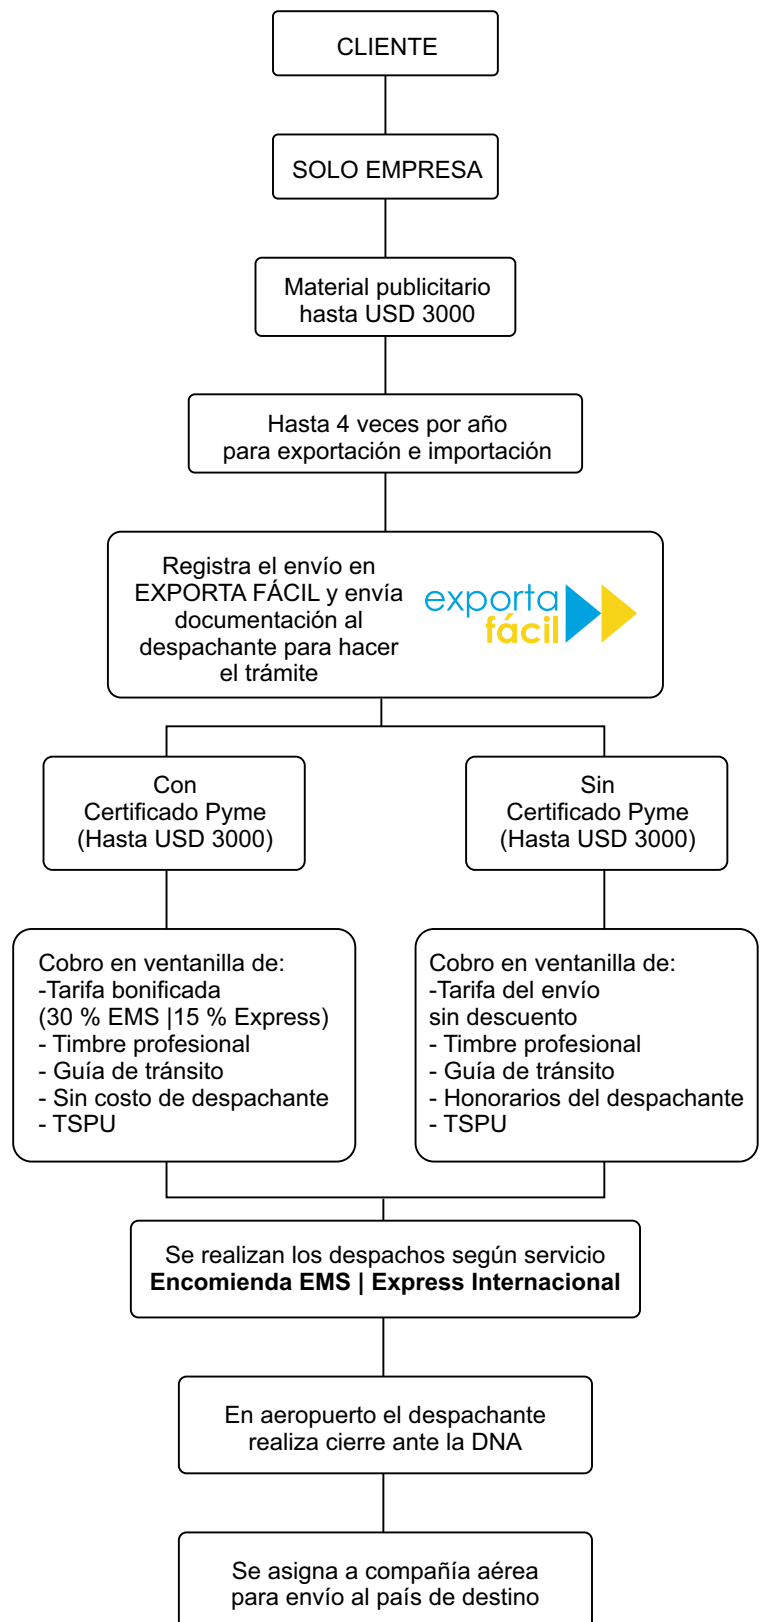 CLIENTE
SOLO EMPRESA
Material publicitario
hasta USD 3000
Hasta 4 veces por año
para exportación e importación
Registra el envío en
EXPORTA FÁCIL y envía
documentación al
despachante para hacer
el trámite
exporta
fácil
Con
Certificado Pyme
(Hasta USD 3000)
Sin
Certificado Pyme
(Hasta USD 3000)
Cobro en ventanilla de:
-Tarifa bonificada
(30 % EMS |15 % Express)
- Timbre profesional
- Guía de tránsito
- Sin costo de despachante
- TSPU
Cobro en ventanilla de:
-Tarifa del envío
sin descuento
- Timbre profesional
- Guía de tránsito
- Honorarios del despachante
- TSPU
Se realizan los despachos según servicio
Encomienda EMS | Express Internacional
En aeropuerto el despachante
realiza cierre ante la DNA
Se asigna a compañía aérea
para envío al país de destino